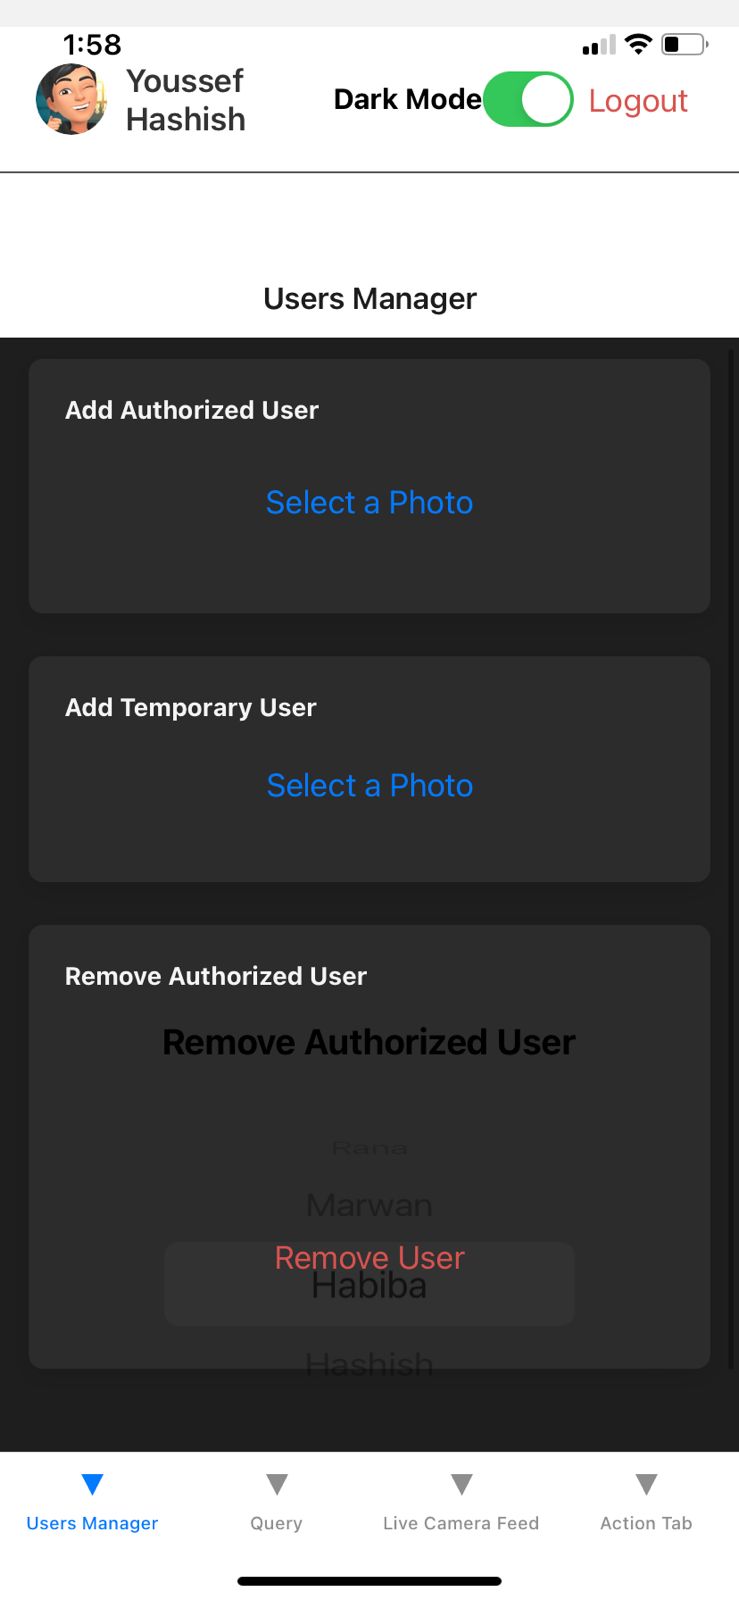 1:58
Youssef
Hashish
Dark Mode
Logout
Users Manager
Add Authorized User
Select a Photo
Add Temporary User
Select a Photo
Remove Authorized User
Remove Authorized User
Rana
Marwan
Remove User
Habiba
Hashish
Users Manager
Query
Live Camera Feed
Action Tab